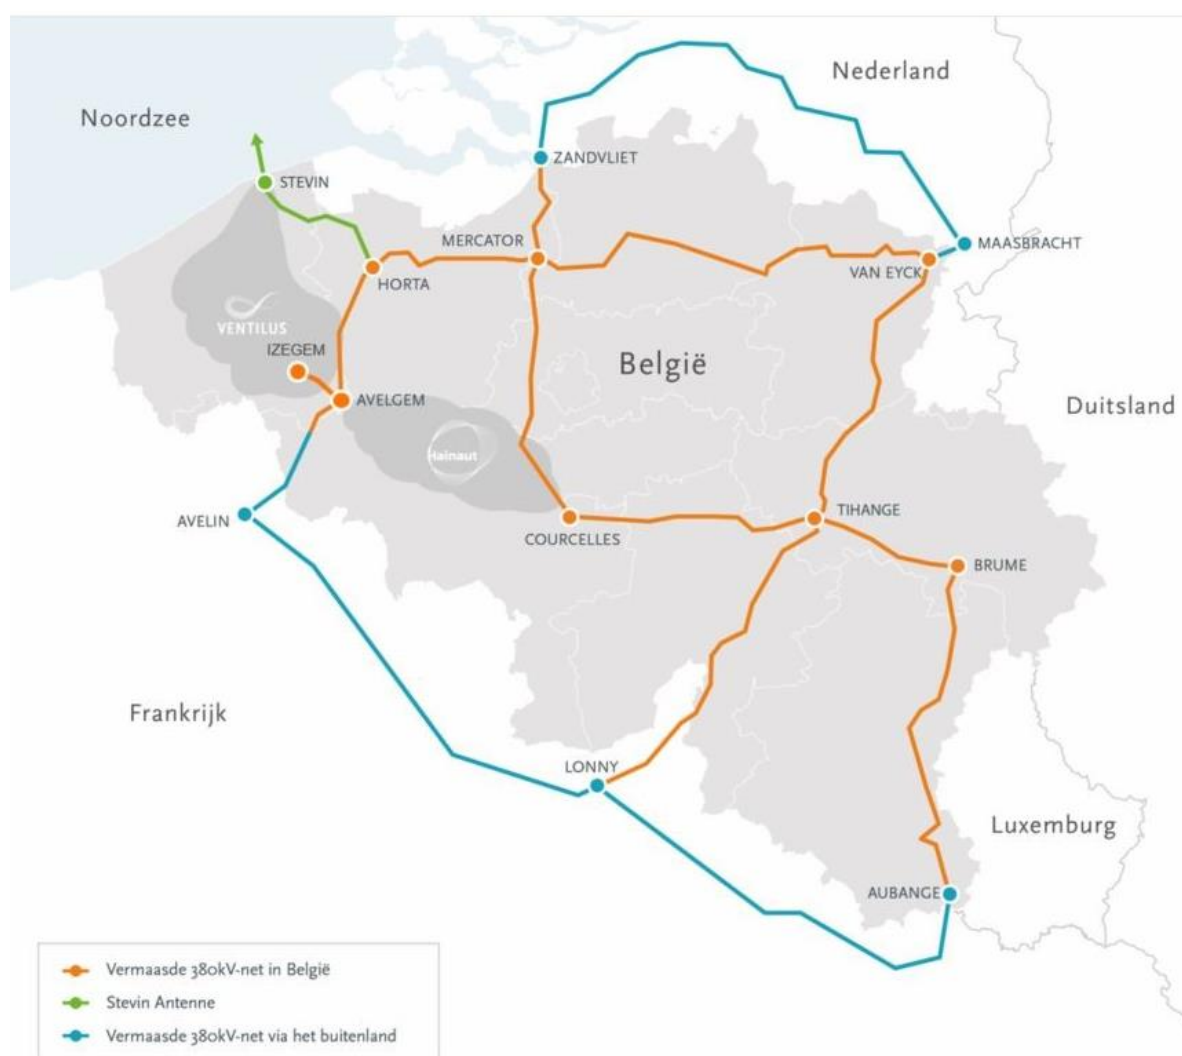 Nederland
Noordzee
ZANDVLIET
STEVIN
MERCATOR
MAASBRACHT
HORTA
VAN EYCK
VENTILUS
IZEGEM
België
AVELGEM
Duitsland
Hainaut
AVELIN
TIHANGE
COURCELLES
BRUME
Frankrijk
LONNY
Luxemburg
AUBANGE
Vermaasde 380kV-net in België
Stevin Antenne
Vermaasde 380kV-net via het buitenland